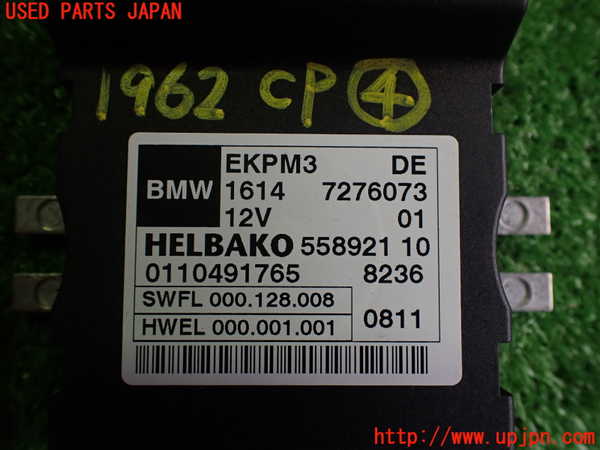 USED PARTS JAPAN
1962 CP ④
EKPM3 DE
BMW 1614 7276073
12V 01
HELBAKO 558921 10
0110491765 8236
SWFL 000.128.008
HWEL 000.001.001 0811
http://www.upjpn.com/